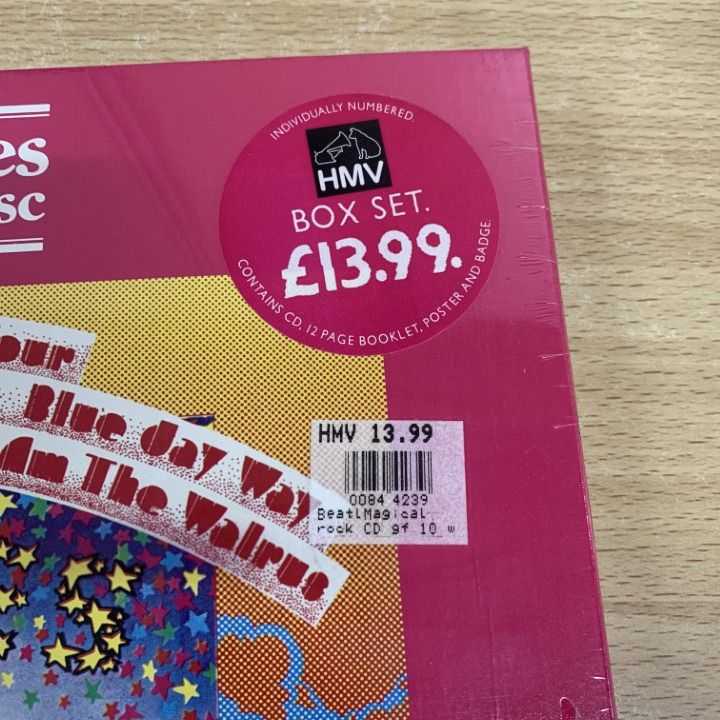 es
sc
INDIVIDUALLY NUMBERED.
HMV
BOX SET.
£13.99.
CONTAINS CD, 12 PAGE BOOKLET, POSTER AND BADGE.
our
Blue Jay Way
Am The Walrus
HMV 13.99
0084 4239
BeatlMagical
rock CD gf 10 w